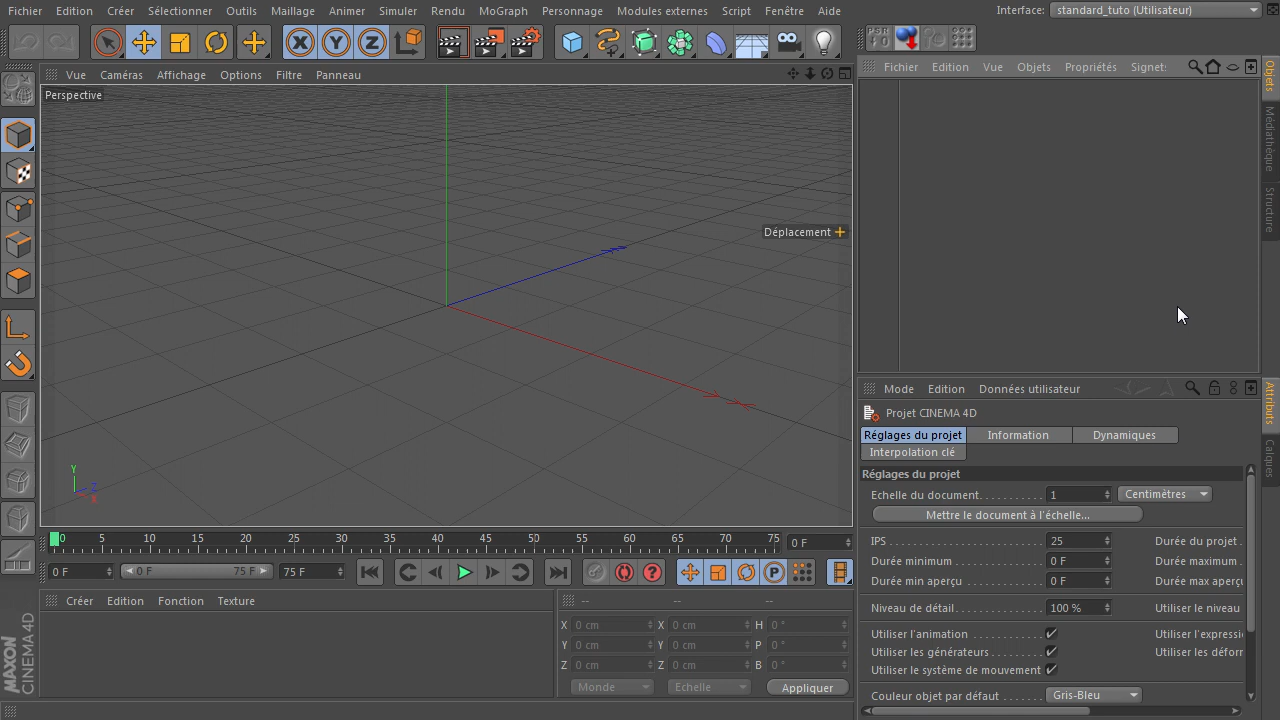 Fichier Edition Créer Sélectionner Outils Maillage Animer Simuler Rendu MoGraph Personnage Modules externes Script Fenêtre Aide Interface: standard_tuto (Utilisateur)
X Y Z PSR
Vue Caméras Affichage Options Filtre Panneau
Fichier Edition Vue Objets Propriétés Signet:
Perspective
Objets
Médiathèque
Structure
Déplacement
Mode Edition Données utilisateur
Projet CINEMA 4D
Attributs
Calques
Réglages du projet Information Dynamiques
Interpolation clé
Réglages du projet
Y
Z
X
Echelle du document 1 Centimètres
Mettre le document à l'échelle...
0 5 10 15 20 25 30 35 40 45 50 55 60 65 70 75 0 F
IPS 25 Durée du projet
Durée minimum 0 F Durée maximum
0 F 0 F 75 F 75 F P
Durée min aperçu 0 F Durée max aperçu
Créer Edition Fonction Texture
-- -- --
Niveau de détail 100 % Utiliser le niveau
X 0 cm X 0 cm H 0 °
Utiliser l'animation Utiliser l'expressi
Y 0 cm Y 0 cm P 0 °
Utiliser les générateurs Utiliser les défor
Z 0 cm Z 0 cm B 0 °
Utiliser le système de mouvement
Monde Echelle Appliquer
Couleur objet par défaut Gris-Bleu
MAXON
CINEMA 4D